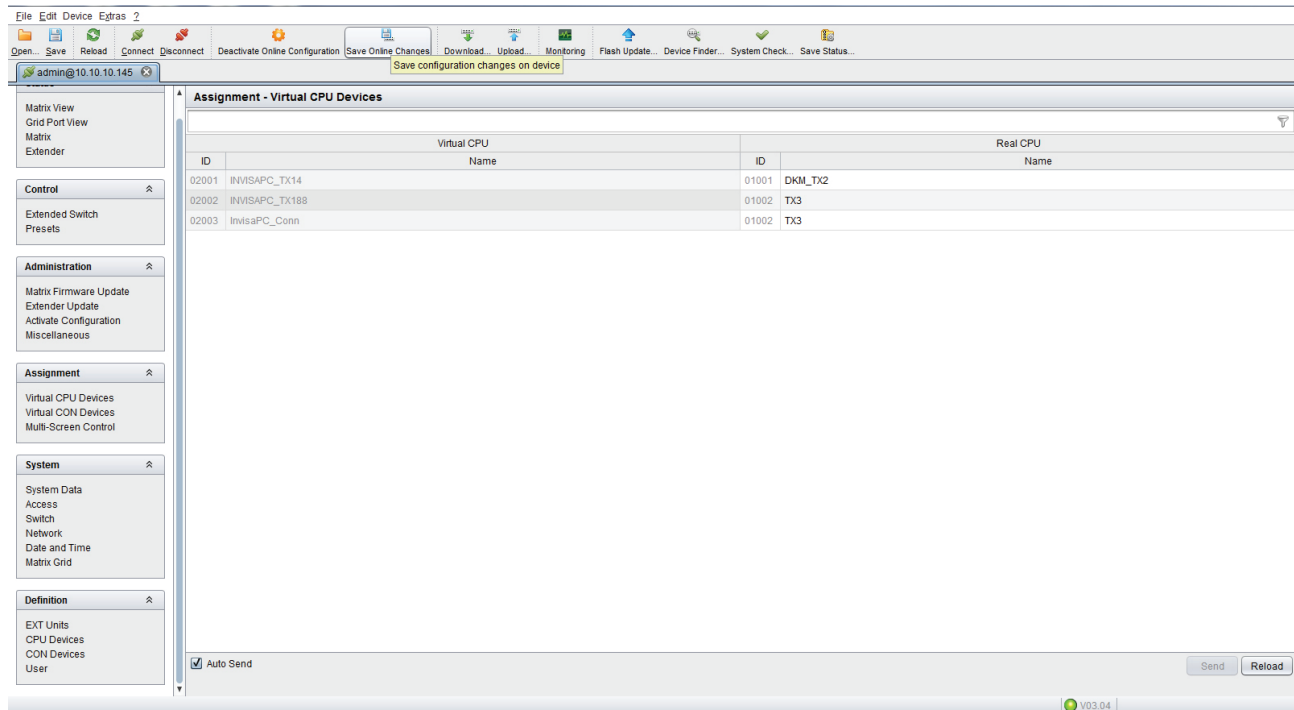 File Edit Device Extras ?
Open... Save Reload Connect Disconnect Deactivate Online Configuration Save Online Changes Download... Upload... Monitoring Flash Update... Device Finder... System Check... Save Status...
Save configuration changes on device
admin@10.10.10.145
Matrix View
Grid Port View
Matrix
Extender
Control
Extended Switch
Presets
Administration
Matrix Firmware Update
Extender Update
Activate Configuration
Miscellaneous
Assignment
Virtual CPU Devices
Virtual CON Devices
Multi-Screen Control
System
System Data
Access
Switch
Network
Date and Time
Matrix Grid
Definition
EXT Units
CPU Devices
CON Devices
User
Assignment - Virtual CPU Devices
Virtual CPU Real CPU
ID Name ID Name
02001 INVISAPC_TX14 01001 DKM_TX2
02002 INVISAPC_TX188 01002 TX3
02003 InvisaPC_Conn 01002 TX3
Auto Send Send Reload
V03.04